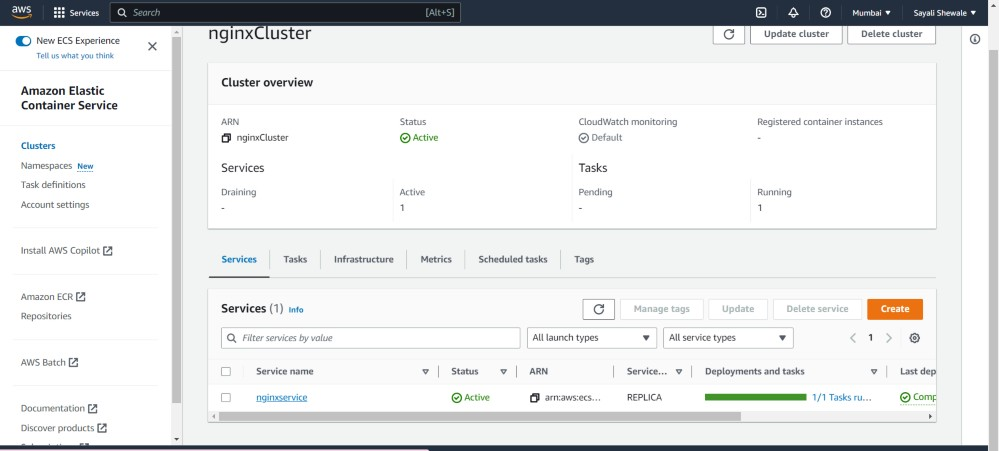 aws
Services
Search
[Alt+S]
Mumbai
Sayali Shewale
New ECS Experience
Tell us what you think
Amazon Elastic
Container Service
Clusters
Namespaces New
Task definitions
Account settings
Install AWS Copilot
Amazon ECR
Repositories
AWS Batch
Documentation
Discover products
nginxCluster
Update cluster
Delete cluster
Cluster overview
ARN
nginxCluster
Status
Active
CloudWatch monitoring
Default
Registered container instances
-
Services
Draining
-
Active
1
Tasks
Pending
-
Running
1
Services
Tasks
Infrastructure
Metrics
Scheduled tasks
Tags
Services (1) Info
Manage tags
Update
Delete service
Create
Filter services by value
All launch types
All service types
1
Service name
Status
ARN
Service...
Deployments and tasks
Last dep
nginxservice
Active
arn:aws:ecs...
REPLICA
1/1 Tasks ru...
Comp